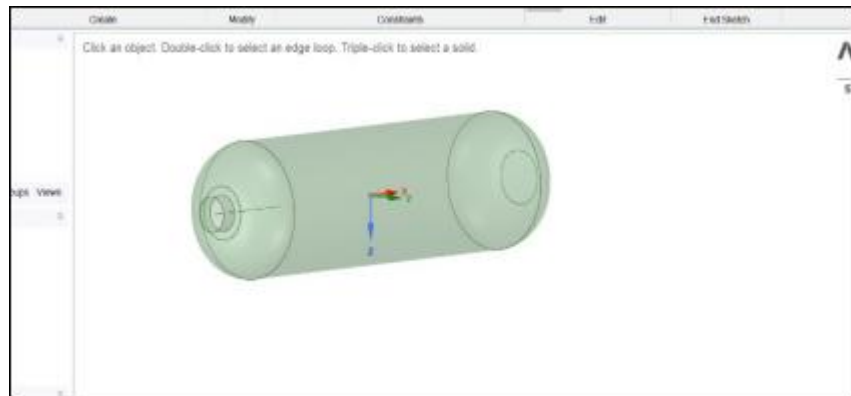 Create Modify Constraints Edit End Sketch
Click an object. Double-click to select an edge loop. Triple-click to select a solid.
Views